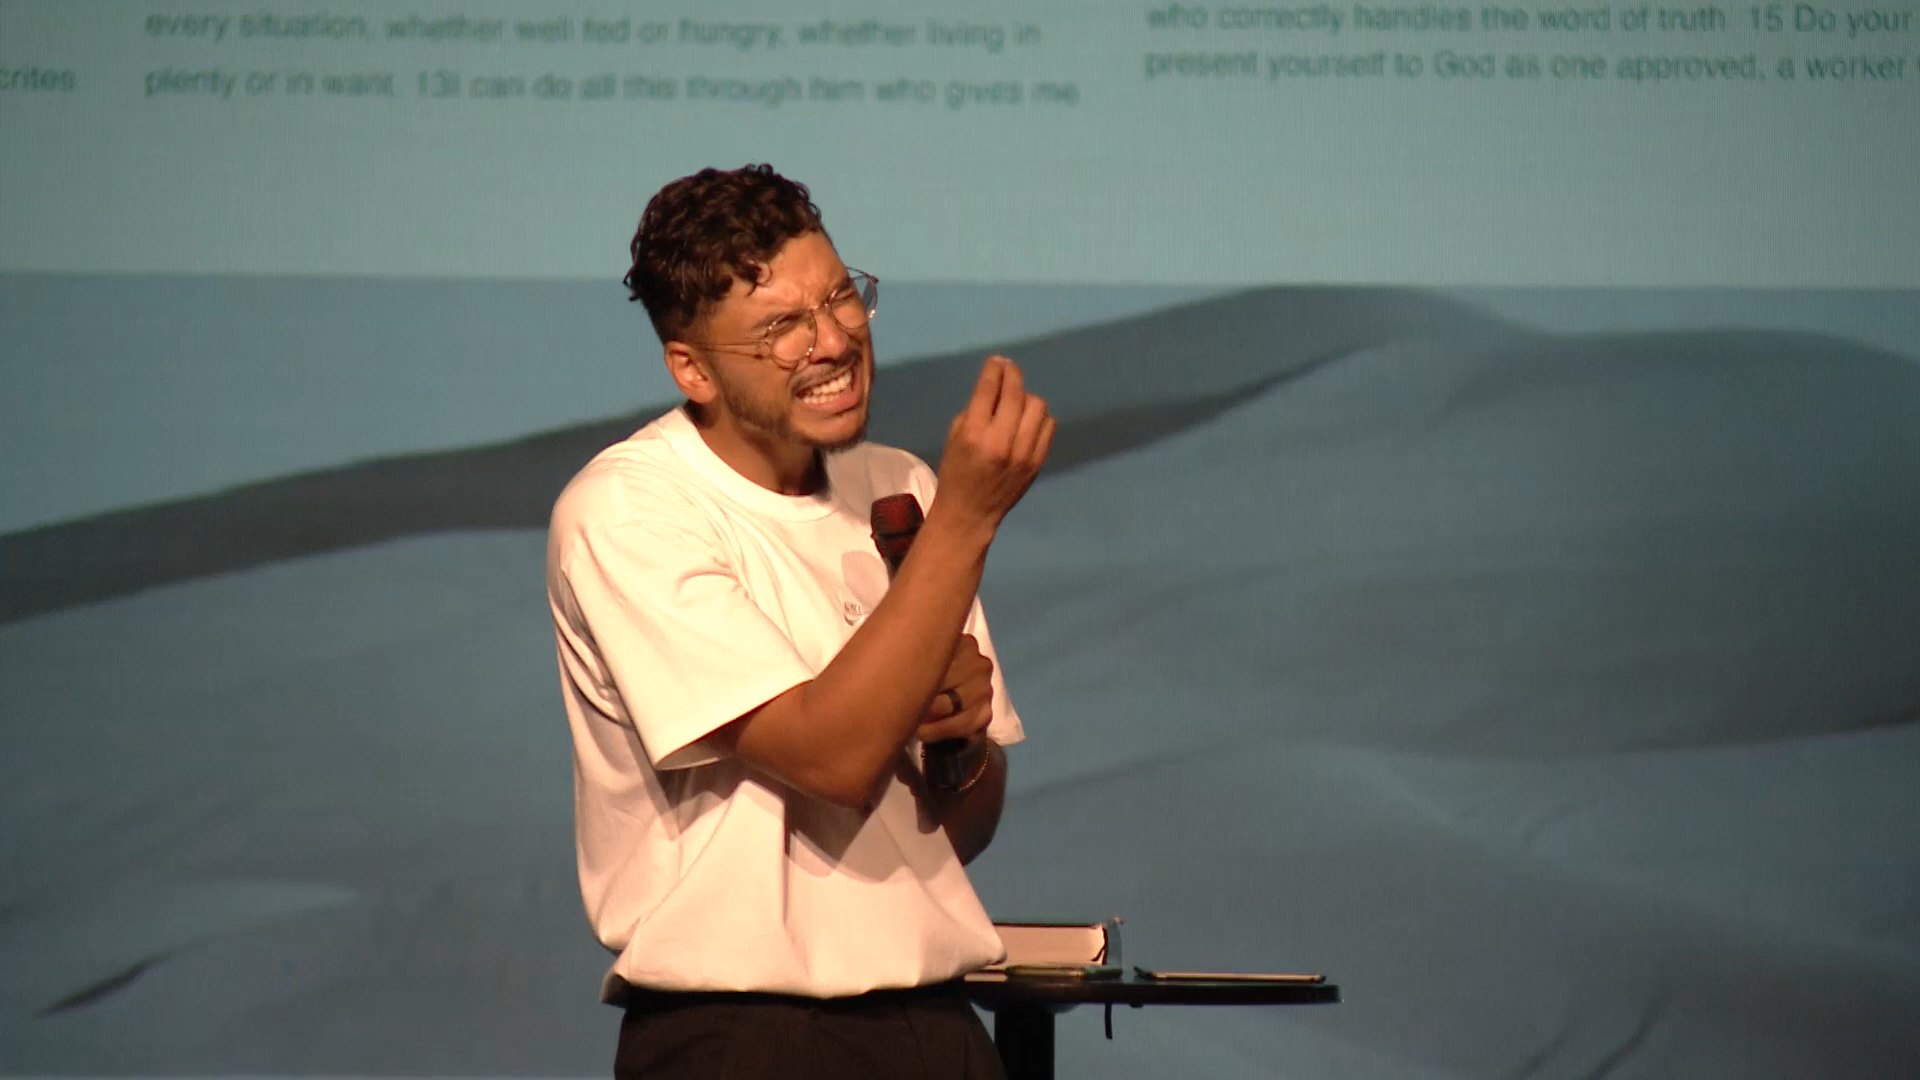 every situation, whether well fed or hungry, whether living in
plenty or in want. 13I can do all this through him who gives me
crites
who correctly handles the word of truth 15 Do your
present yourself to God as one approved, a worker